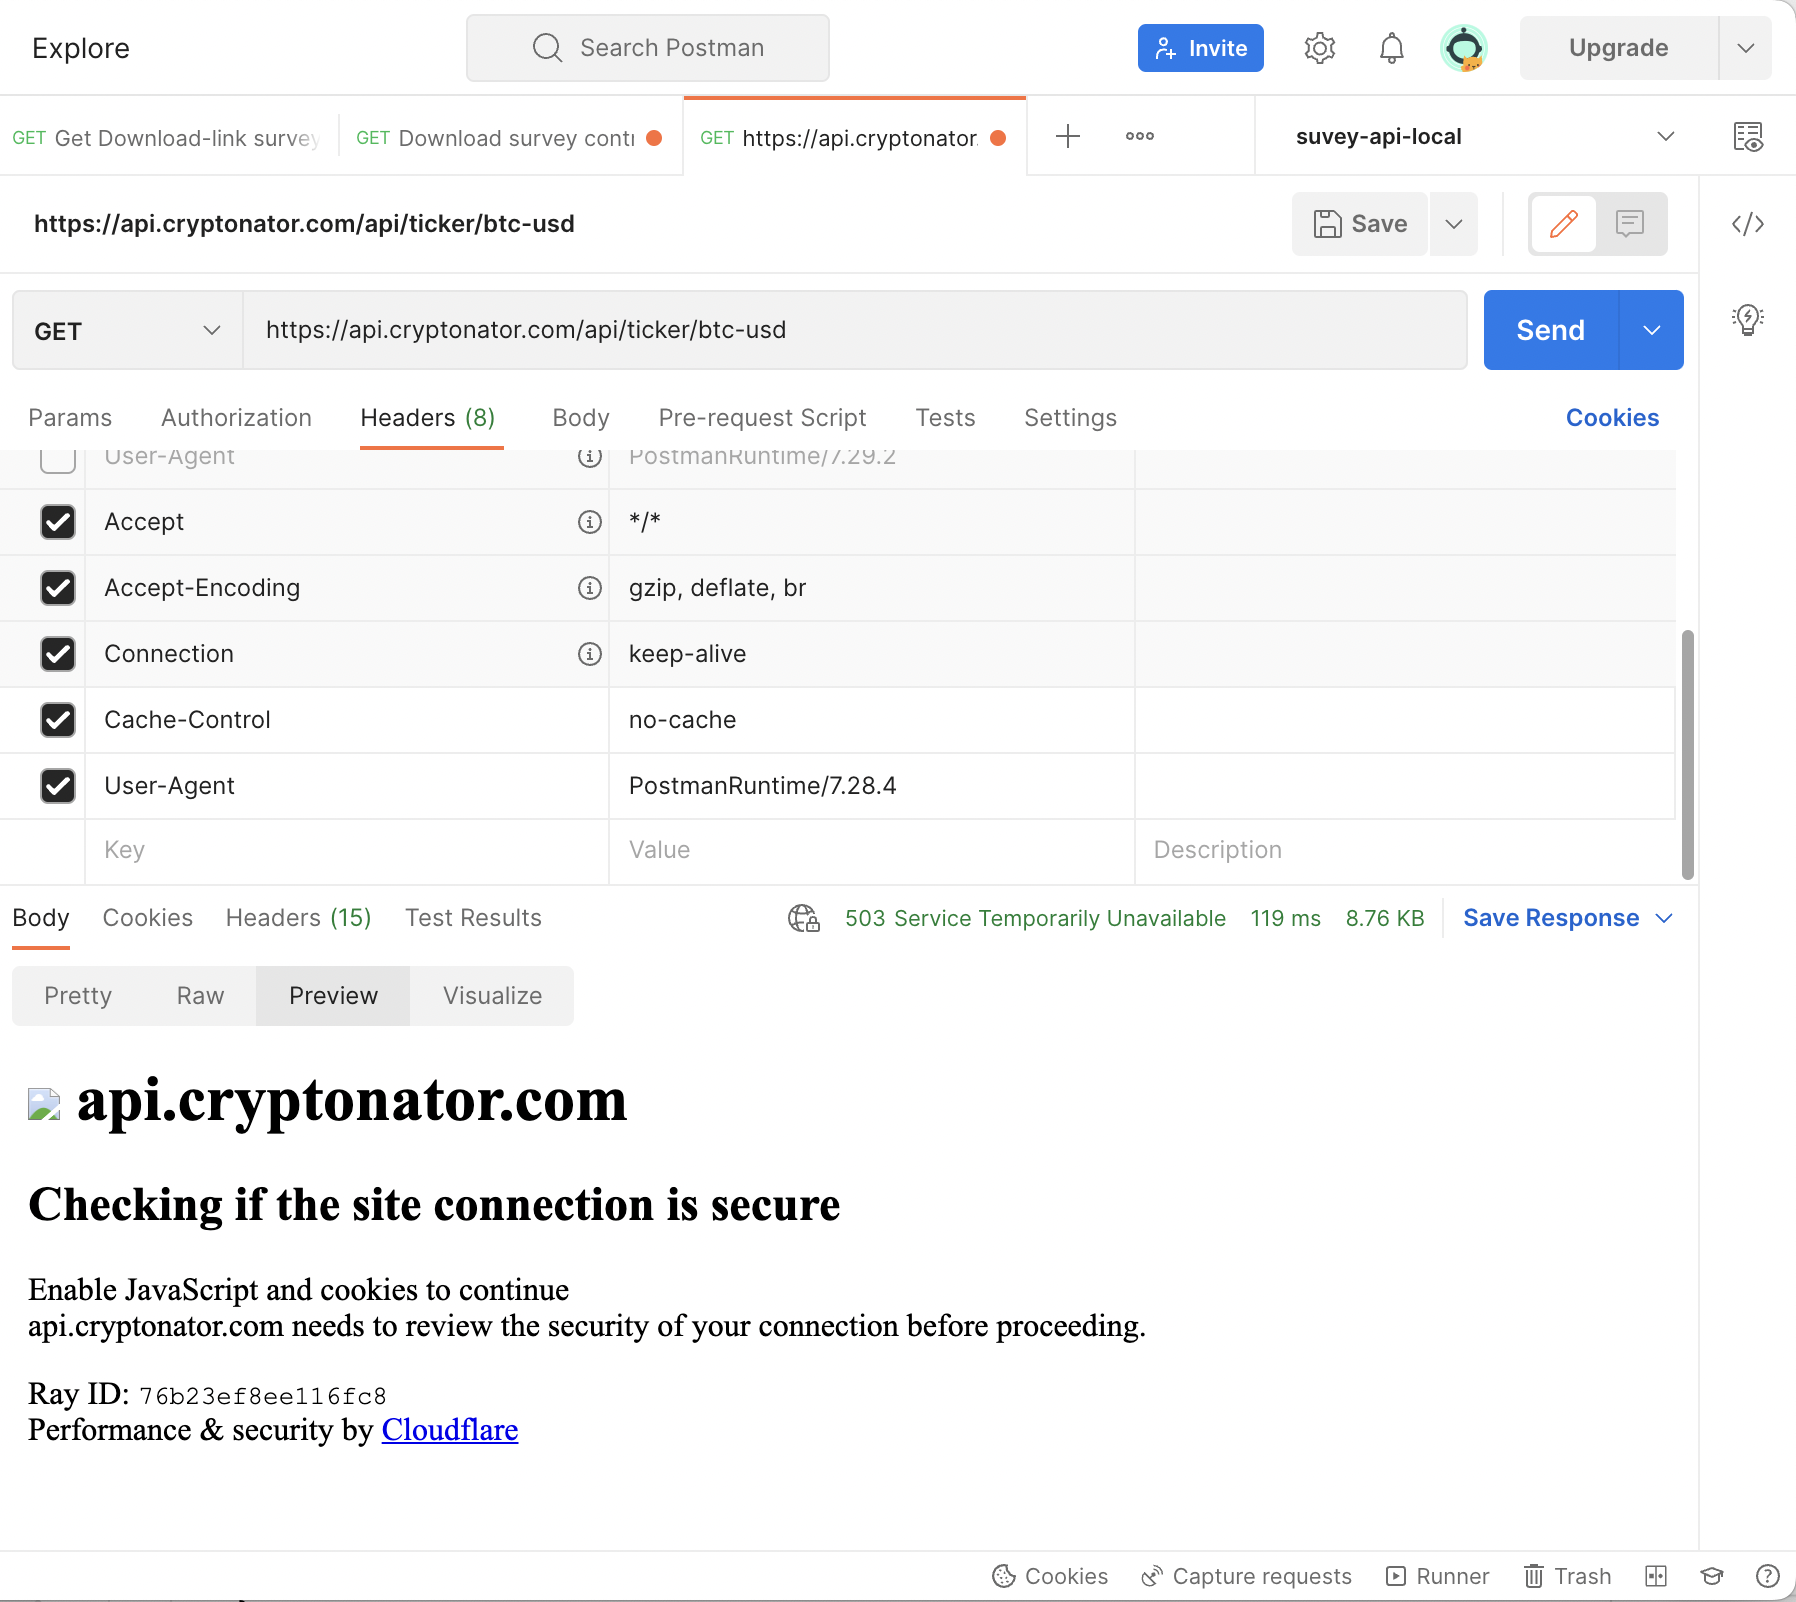 Explore
Search Postman
Invite
Upgrade
GET Get Download-link survey
GET Download survey contr
GET https://api.cryptonator.
suvey-api-local
https://api.cryptonator.com/api/ticker/btc-usd
Save
GET
https://api.cryptonator.com/api/ticker/btc-usd
Send
Params Authorization Headers (8) Body Pre-request Script Tests Settings Cookies
User-Agent PostmanRuntime/7.29.2
Accept */*
Accept-Encoding gzip, deflate, br
Connection keep-alive
Cache-Control no-cache
User-Agent PostmanRuntime/7.28.4
Key Value Description
Body Cookies Headers (15) Test Results 503 Service Temporarily Unavailable 119 ms 8.76 KB Save Response
Pretty Raw Preview Visualize
api.cryptonator.com
Checking if the site connection is secure
Enable JavaScript and cookies to continue
api.cryptonator.com needs to review the security of your connection before proceeding.
Ray ID: 76b23ef8ee116fc8
Performance & security by Cloudflare
Cookies Capture requests Runner Trash